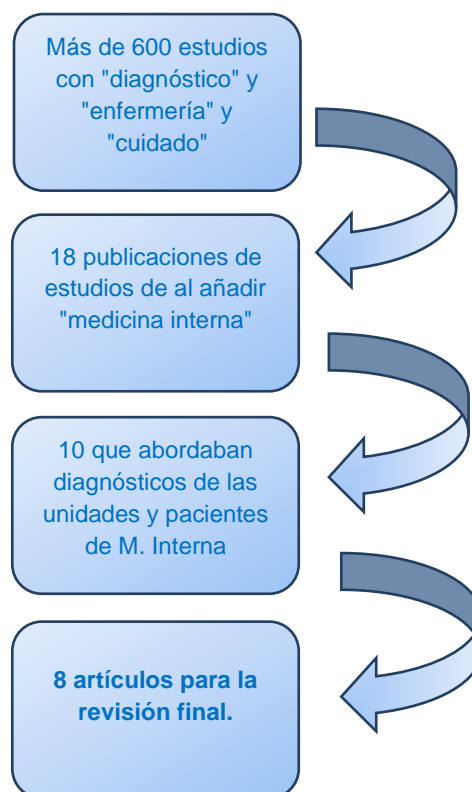 Más de 600 estudios
con "diagnóstico" y
"enfermería" y
"cuidado"
18 publicaciones de
estudios de al añadir
"medicina interna"
10 que abordaban
diagnósticos de las
unidades y pacientes
de M. Interna
8 artículos para la
revisión final.